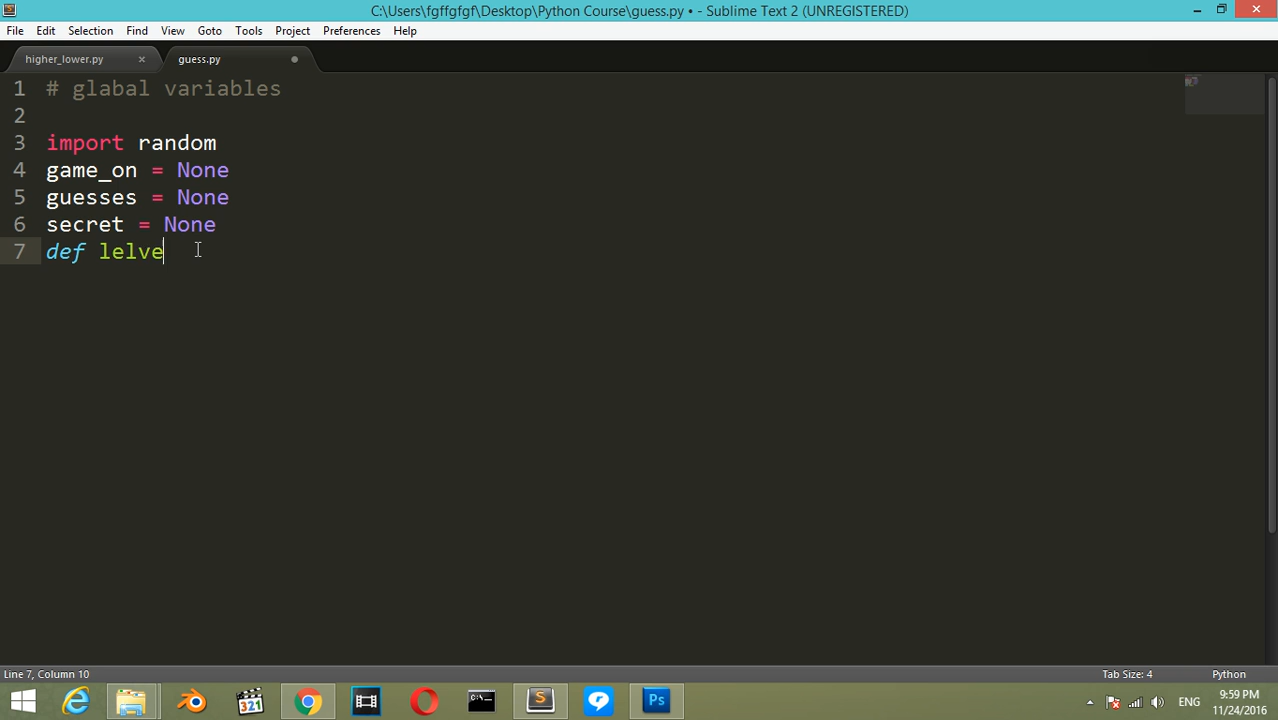 C:\Users\fgffgfgf\Desktop\Python Course\guess.py • - Sublime Text 2 (UNREGISTERED)
File Edit Selection Find View Goto Tools Project Preferences Help
higher_lower.py × guess.py
1 # glabal variables
2
3 import random
4 game_on = None
5 guesses = None
6 secret = None
7 def lelve
Line 7, Column 10 Tab Size: 4 Python
321 C:\ S Ps ENG 9:59 PM
11/24/2016